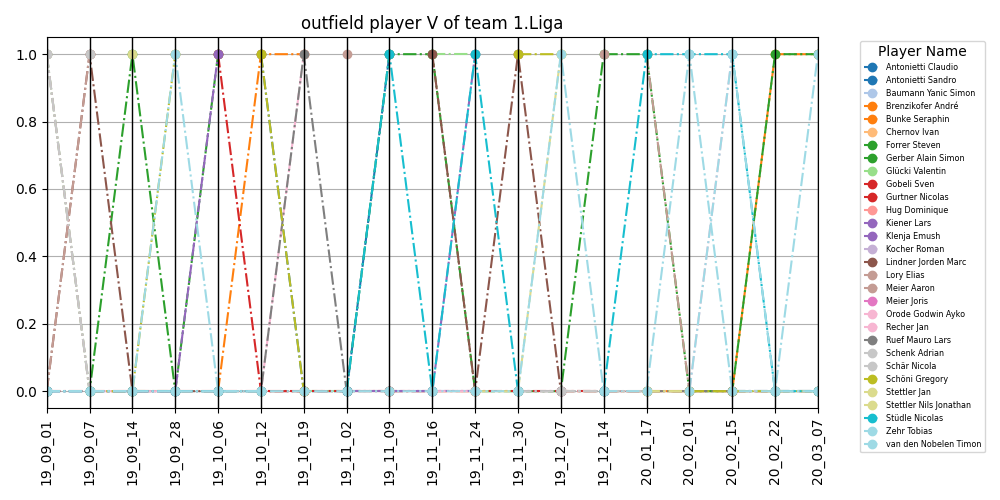 outfield player V of team 1.Liga
1.0
0.8
0.6
0.4
0.2
0.0
19_09_01
19_09_07
19_09_14
19_09_28
19_10_06
19_10_12
19_10_19
19_11_02
19_11_09
19_11_16
19_11_24
19_11_30
19_12_07
19_12_14
20_01_17
20_02_01
20_02_15
20_02_22
20_03_07
Player Name
Antonietti Claudio
Antonietti Sandro
Baumann Yanic Simon
Brenzikofer André
Bunke Seraphin
Chernov Ivan
Forrer Steven
Gerber Alain Simon
Glücki Valentin
Gobeli Sven
Gurtner Nicolas
Hug Dominique
Kiener Lars
Klenja Emush
Kocher Roman
Lindner Jorden Marc
Lory Elias
Meier Aaron
Meier Joris
Orode Godwin Ayko
Recher Jan
Ruef Mauro Lars
Schenk Adrian
Schär Nicola
Schöni Gregory
Stettler Jan
Stettler Nils Jonathan
Stüdle Nicolas
Zehr Tobias
van den Nobelen Timon